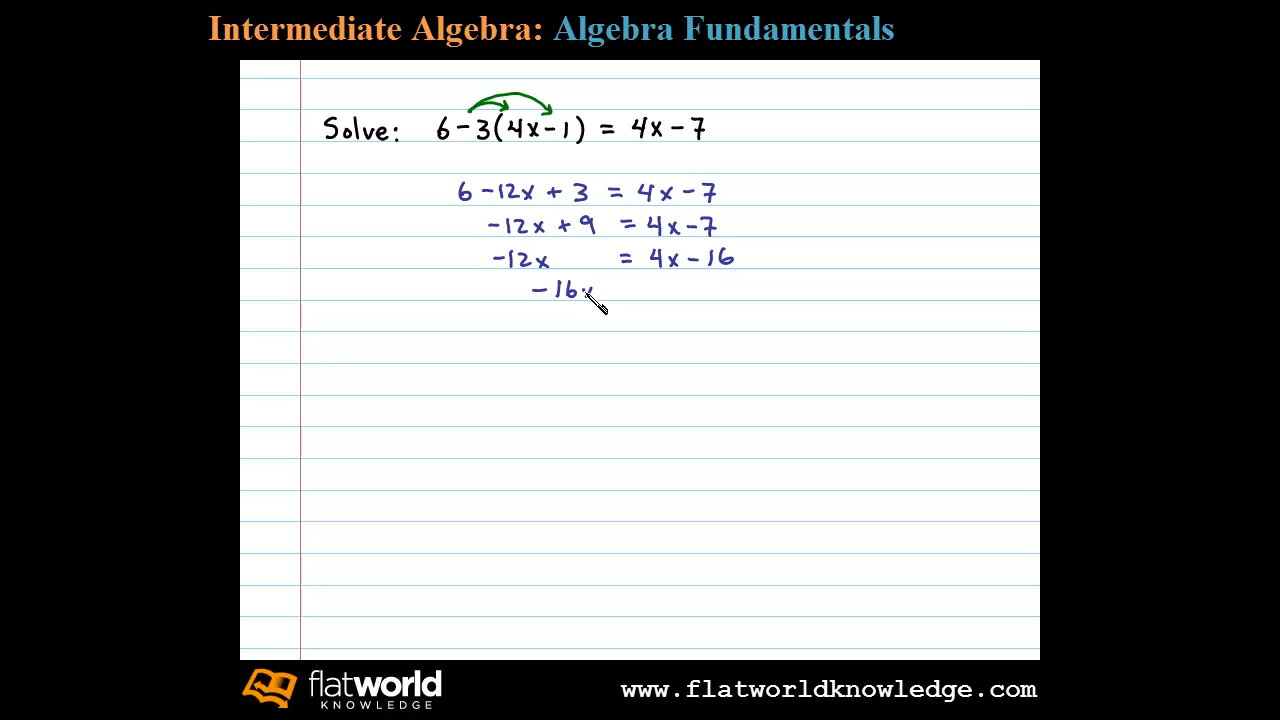 Intermediate Algebra: Algebra Fundamentals
Solve: 6 - 3(4x - 1) = 4x - 7
6 - 12x + 3 = 4x - 7
-12x + 9 = 4x - 7
-12x = 4x - 16
-16x
flatworld
KNOWLEDGE
www.flatworldknowledge.com